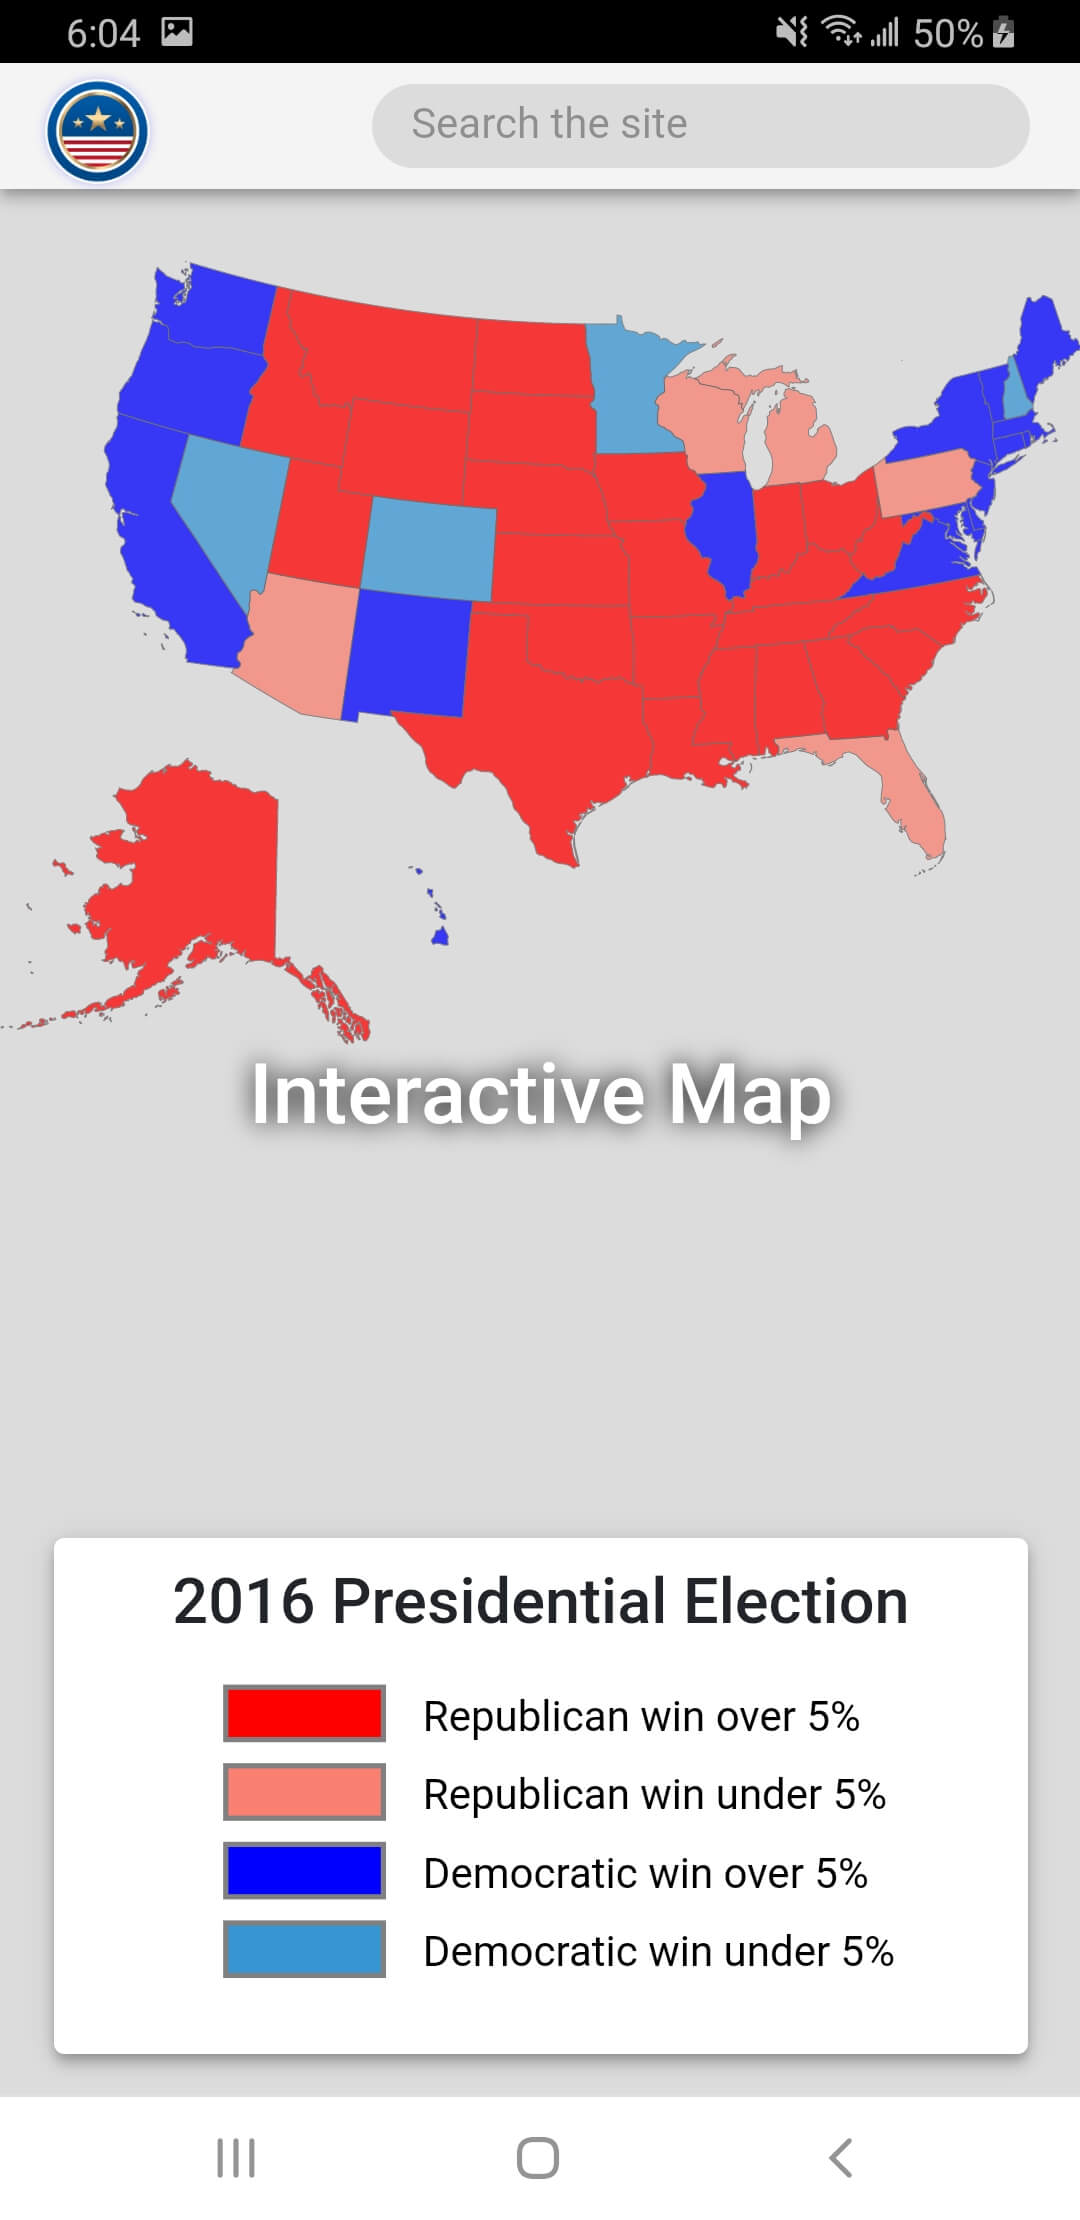 6:04 50%
Search the site
Interactive Map
2016 Presidential Election
Republican win over 5%
Republican win under 5%
Democratic win over 5%
Democratic win under 5%